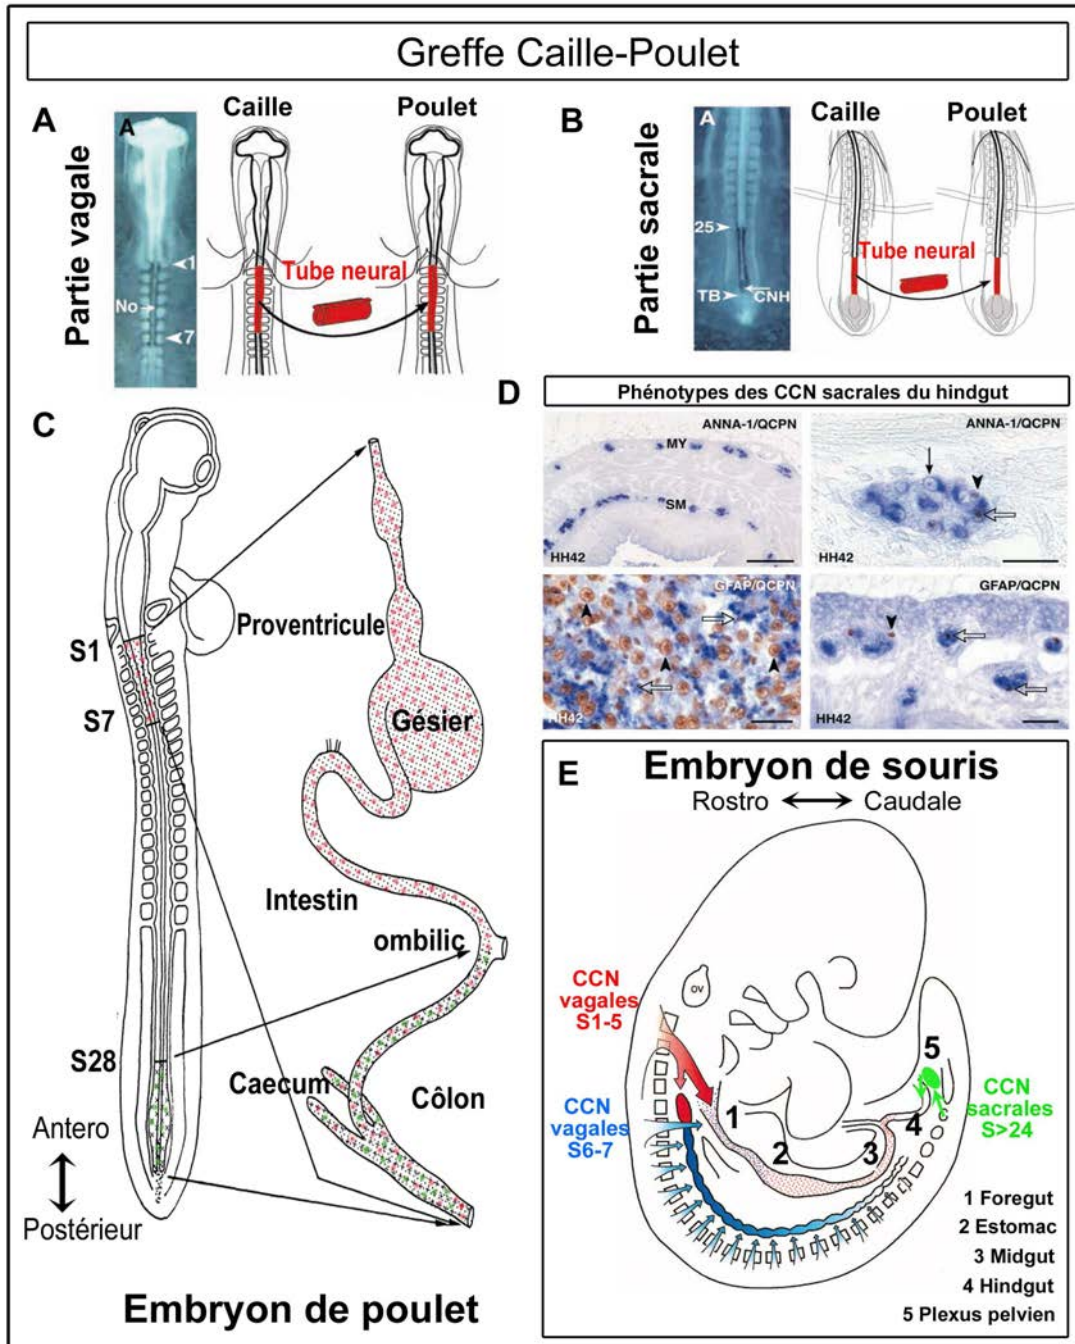 Greffe Caille-Poulet
A
Partie vagale
A
1
No
7
Caille
Poulet
Tube neural
B
Partie sacrale
A
25
TB
CNH
Caille
Poulet
Tube neural
C
S1
S7
S28
Antero
Postérieur
Proventricule
Gésier
Intestin
ombilic
Caecum
Côlon
Embryon de poulet
D
Phénotypes des CCN sacrales du hindgut
ANNA-1/QCPN
MY
SM
HH42
ANNA-1/QCPN
HH42
GFAP/QCPN
HH42
GFAP/QCPN
HH42
E
Embryon de souris
Rostro
Caudale
CCN
vagales
S1-5
OV
CCN
vagales
S6-7
1
2
3
4
5
CCN
sacrales
S>24
1 Foregut
2 Estomac
3 Midgut
4 Hindgut
5 Plexus pelvien